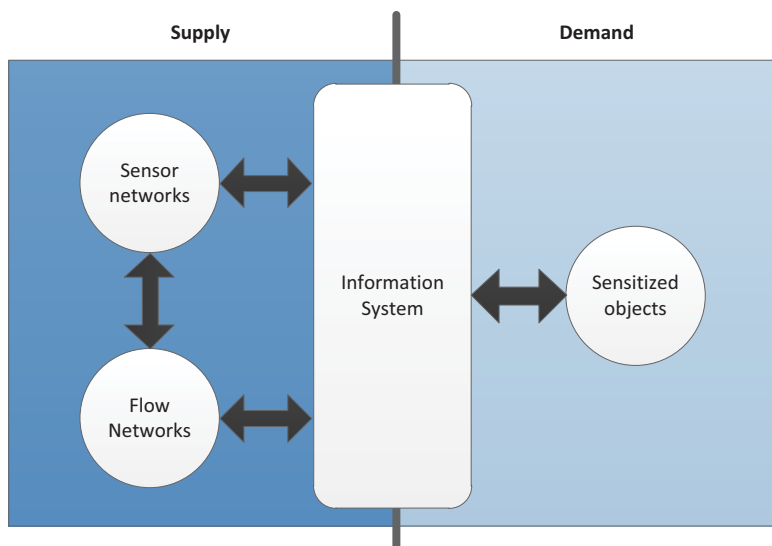 Supply
Demand
Sensor
networks
Information
System
Sensitized
objects
Flow
Networks